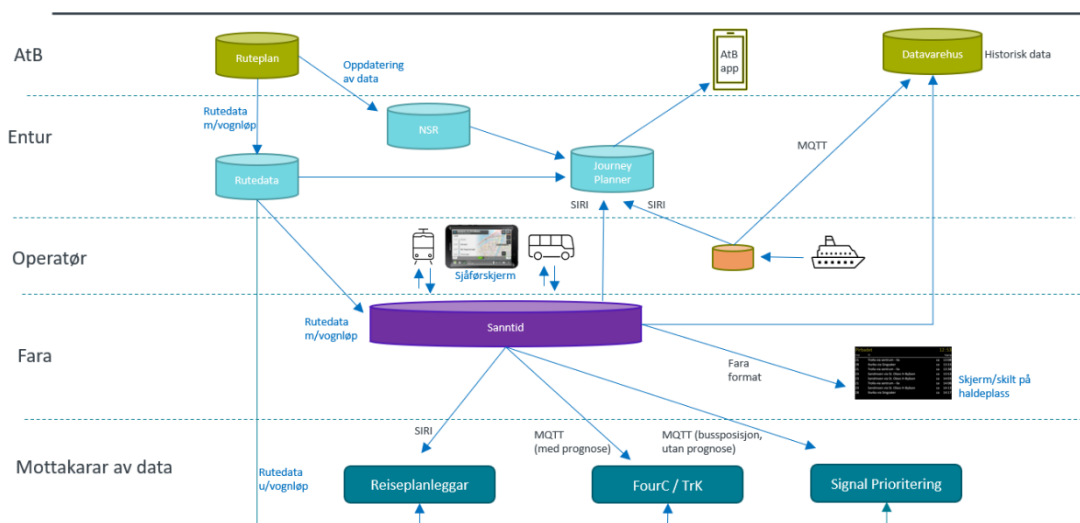 AtB
Ruteplan
Oppdatering
av data
AtB
app
Datavarehus
Historisk data
Rutedata
m/vognløp
Entur
NSR
MQTT
Rutedata
Journey
Planner
SIRI
SIRI
Operatør
Sjåførskjerm
Rutedata
m/vognløp
Sanntid
Fara
Fara
format
Skjerm/skilt på
haldeplass
SIRI
MQTT
(med prognose)
MQTT (bussposisjon,
utan prognose)
Mottakarar av data
Rutedata
u/vognløp
Reiseplanleggar
FourC / TrK
Signal Prioritering